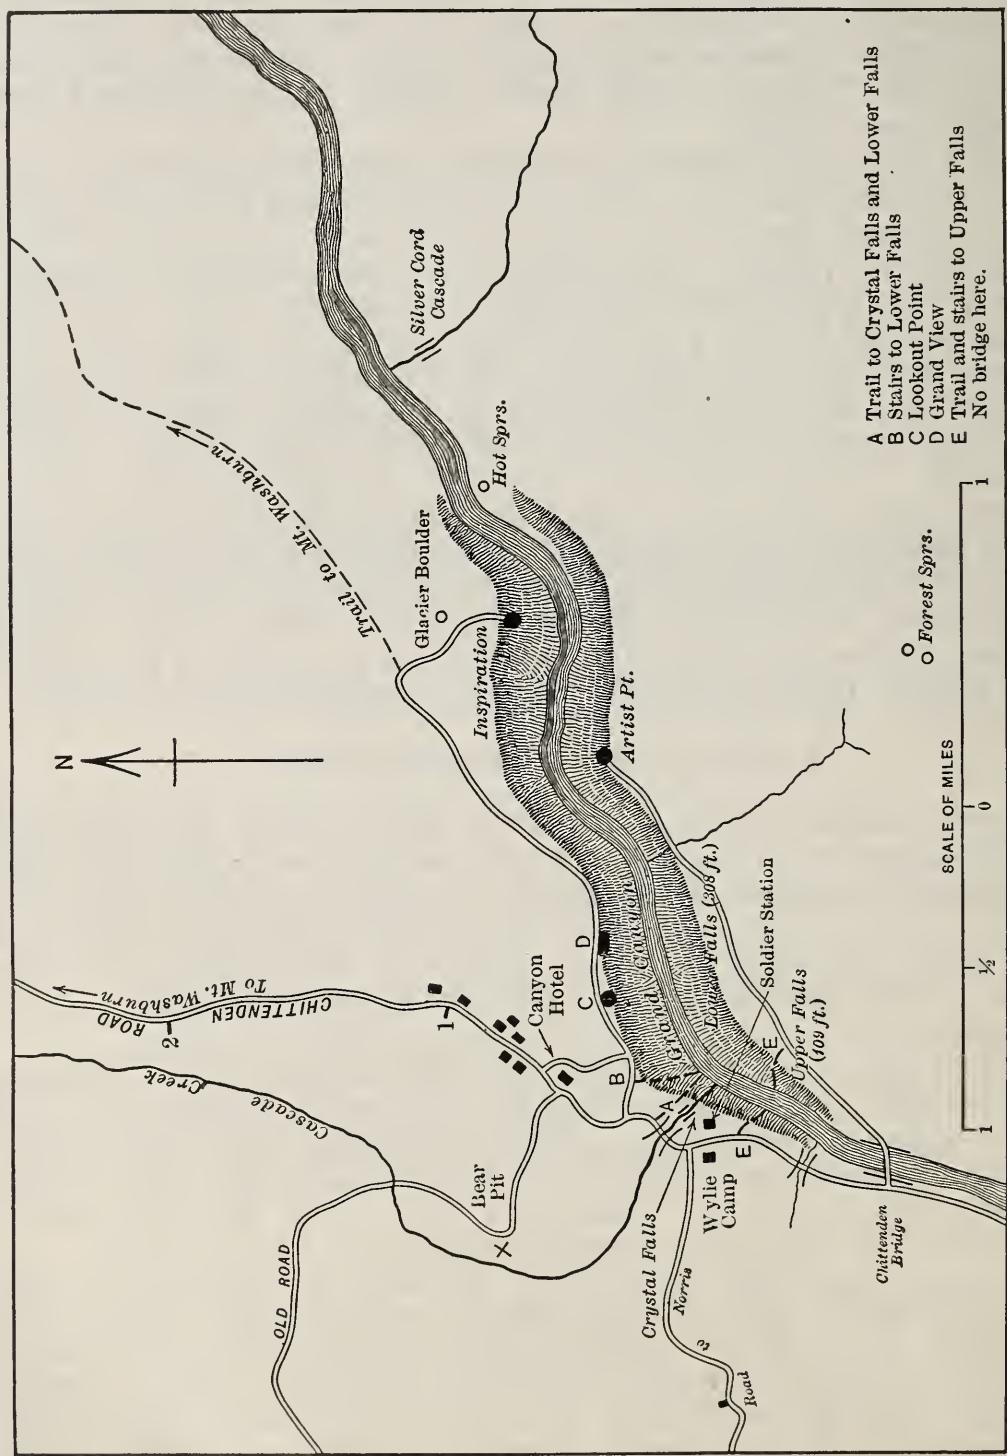 N
OLD ROAD
Cascade
Creek
2
CHITTENDEN
ROAD
To Mt. Washburn
1
Bear
Pit
X
Canyon
Hotel
Trail to Mt. Washburn
Glacier Boulder
Inspiration Pt.
Silver Cord
Cascade
Hot Sprs.
Artist Pt.
A
B
C
D
E
E
Grand Canyon
Lower Falls (308 ft.)
Soldier Station
Upper Falls
(109 ft.)
Crystal Falls
Wylie
Camp
Road to Norris
Chittenden
Bridge
Forest Sprs.
SCALE OF MILES
1
½
0
1
A Trail to Crystal Falls and Lower Falls
B Stairs to Lower Falls
C Lookout Point
D Grand View
E Trail and stairs to Upper Falls
No bridge here.